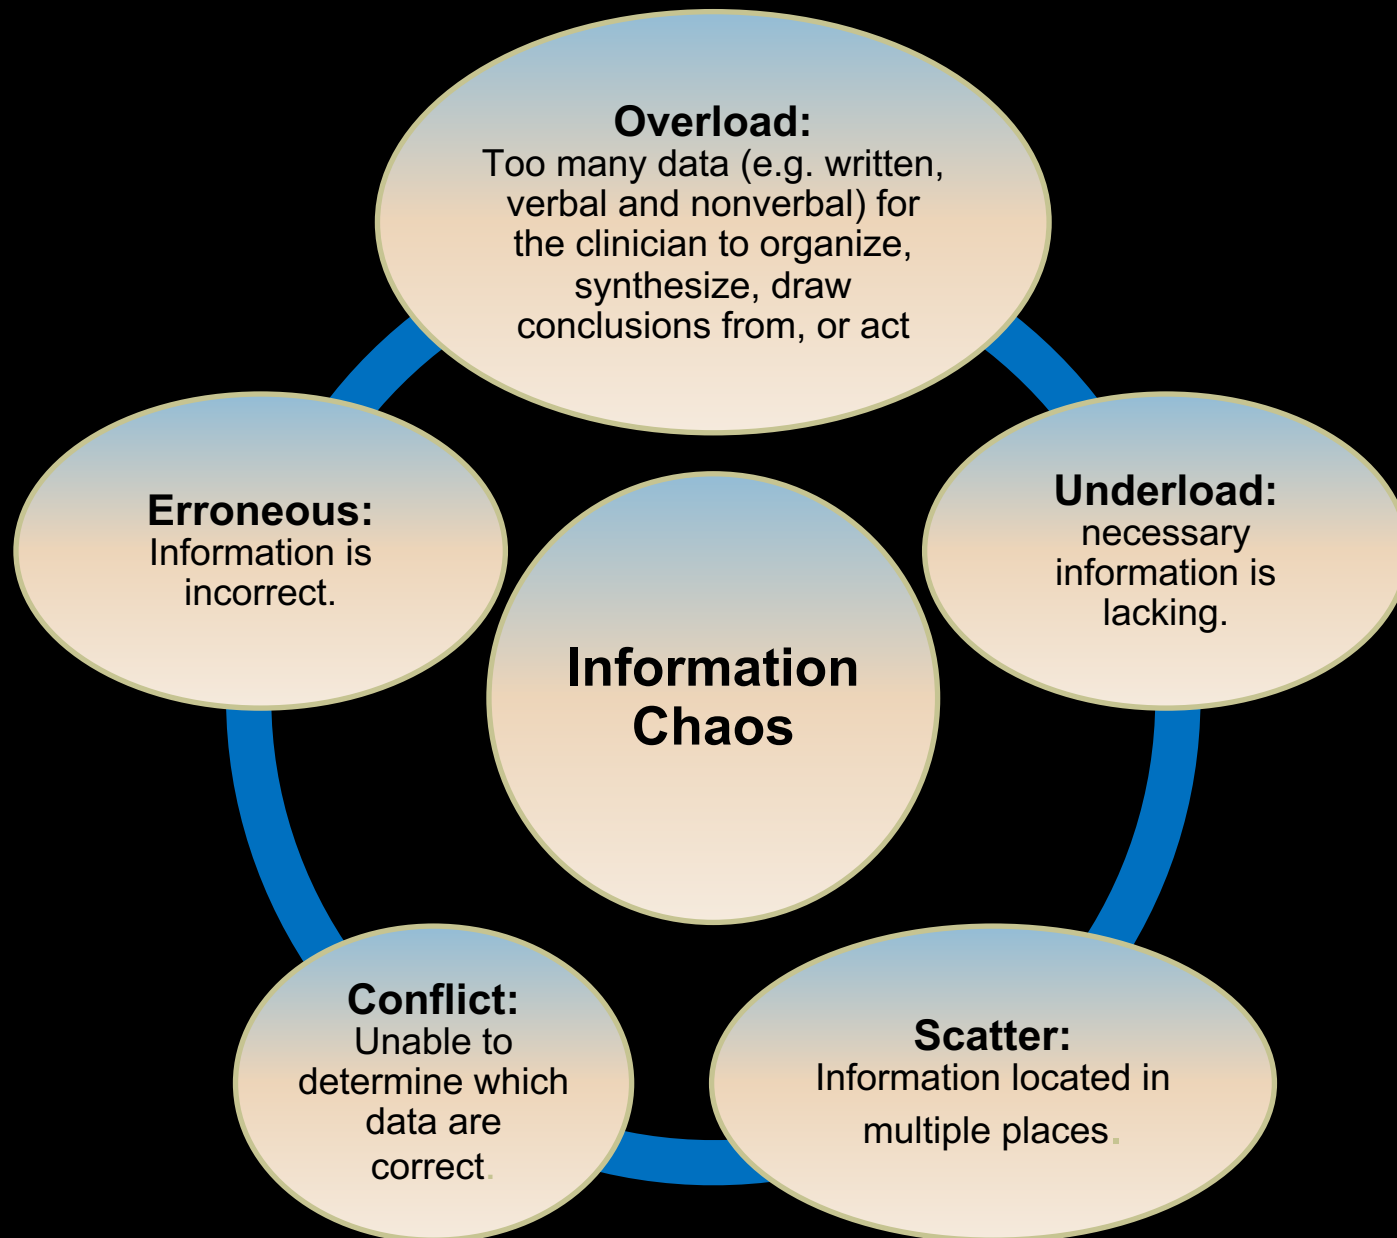 Overload:
Too many data (e.g. written,
verbal and nonverbal) for
the clinician to organize,
synthesize, draw
conclusions from, or act
Erroneous:
Information is
incorrect.
Underload:
necessary
information is
lacking.
Information
Chaos
Conflict:
Unable to
determine which
data are
correct.
Scatter:
Information located in
multiple places.